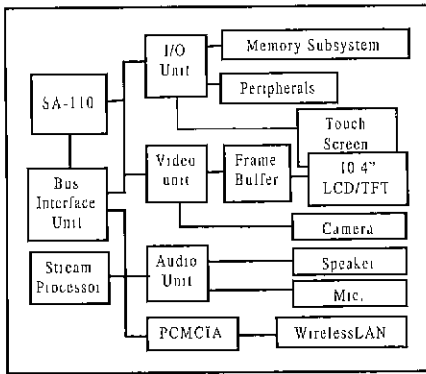 I/O
Unit
Memory Subsystem
Peripherals
SA-110
Touch
Screen
Video
unit
Frame
Buffer
10 4"
LCD/TFT
Bus
Interface
Unit
Camera
Stream
Processor
Audio
Unit
Speaker
Mic.
PCMCIA
WirelessLAN